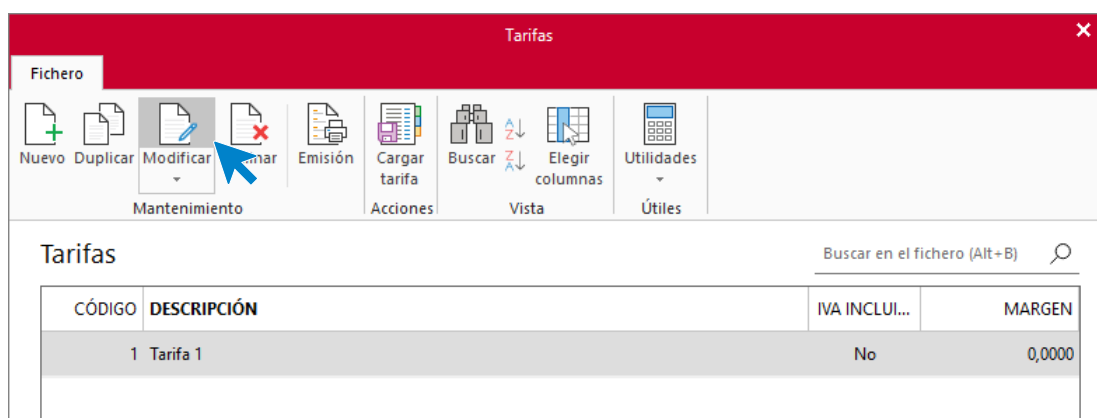 Tarifas
Fichero
Nuevo Duplicar Modificar Emisión Cargar tarifa Buscar Elegir columnas Utilidades
Mantenimiento Acciones Vista Útiles
Tarifas
Buscar en el fichero (Alt+B)
CÓDIGO DESCRIPCIÓN IVA INCLUI... MARGEN
1 Tarifa 1 No 0,0000